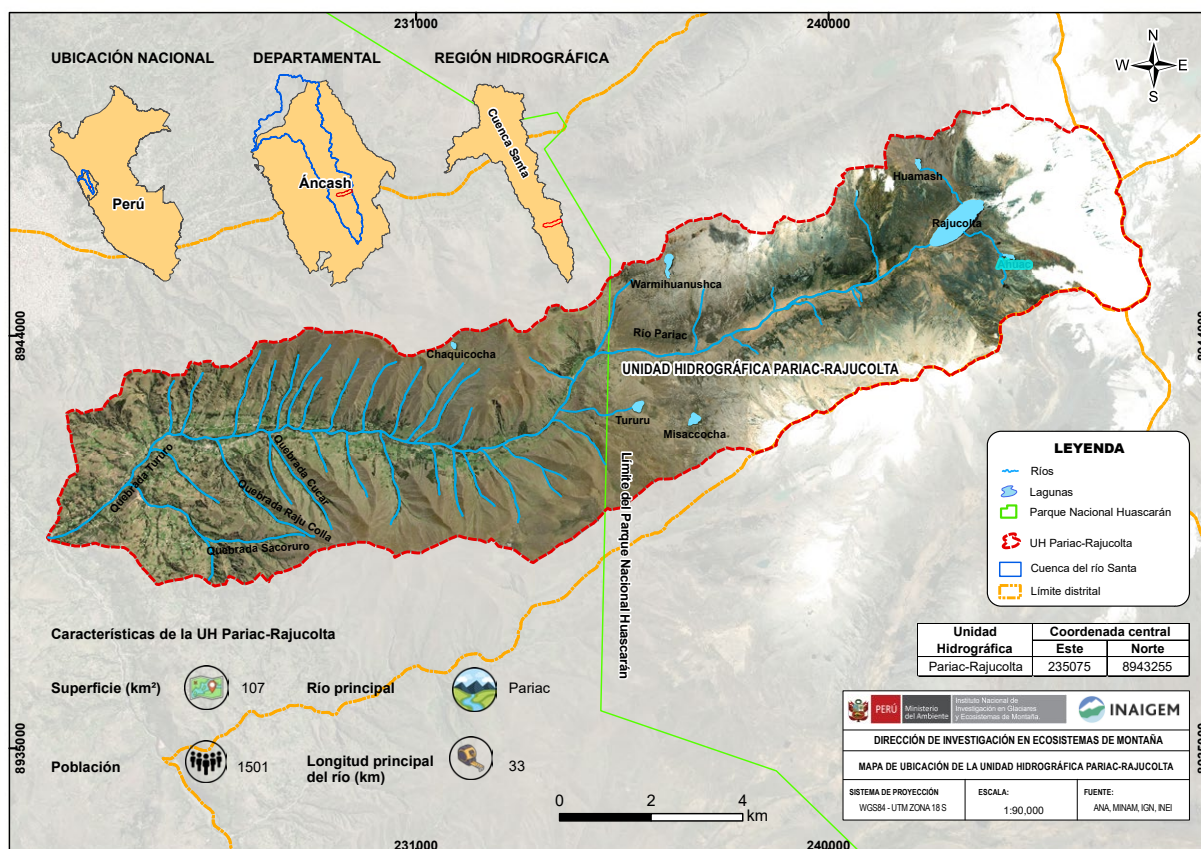 231000
240000
UBICACIÓN NACIONAL
DEPARTAMENTAL
REGIÓN HIDROGRÁFICA
N
W
E
S
Perú
Áncash
Cuenca Santa
Huamash
Rajucolta
Ahuac
Warmihuanushca
8944000
8944000
Río Pariac
Chaquicocha
UNIDAD HIDROGRÁFICA PARIAC-RAJUCOLTA
Tururu
Misaccocha
Quebrada Tururo
Quebrada Cucar
Quebrada Raju Colla
Quebrada Sacoruro
Límite del Parque Nacional Huascarán
LEYENDA
Ríos
Lagunas
Parque Nacional Huascarán
UH Pariac-Rajucolta
Cuenca del río Santa
Límite distrital
Características de la UH Pariac-Rajucolta
Superficie (km²)
107
Río principal
Pariac
Población
1501
Longitud principal
del río (km)
33
Unidad
Hidrográfica
Coordenada central
Este
Norte
Pariac-Rajucolta
235075
8943255
PERÚ
Ministerio
del Ambiente
Instituto Nacional de
Investigación en Glaciares
y Ecosistemas de Montaña.
INAIGEM
DIRECCIÓN DE INVESTIGACIÓN EN ECOSISTEMAS DE MONTAÑA
MAPA DE UBICACIÓN DE LA UNIDAD HIDROGRÁFICA PARIAC-RAJUCOLTA
SISTEMA DE PROYECCIÓN
WGS84 - UTM ZONA 18 S
ESCALA:
1:90,000
FUENTE:
ANA, MINAM, IGN, INEI
8935000
8935000
0
2
4
km
231000
240000